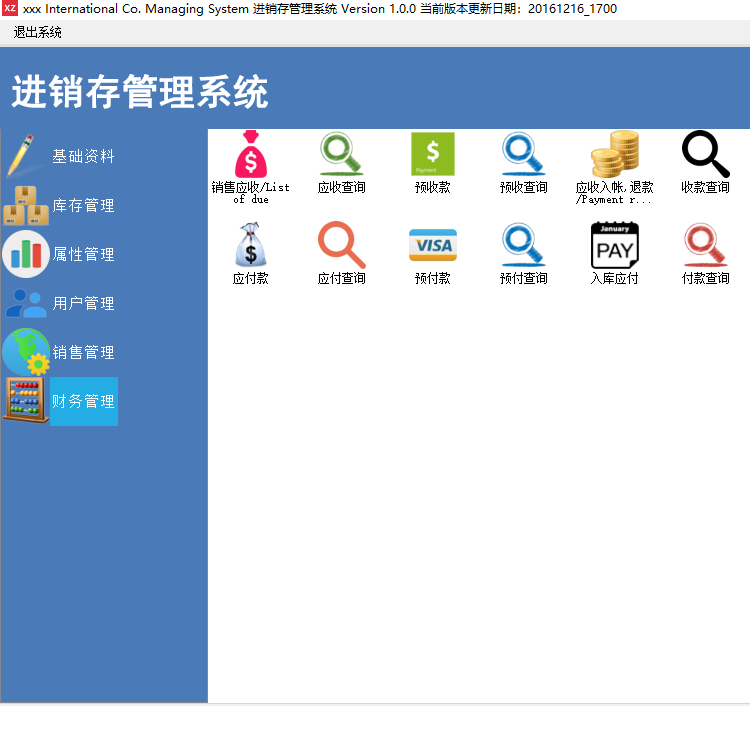 XZ xxx International Co. Managing System 进销存管理系统 Version 1.0.0 当前版本更新日期：20161216_1700
退出系统
进销存管理系统
基础资料
库存管理
属性管理
用户管理
销售管理
财务管理
$
$
Payment
销售应收/List
of due
应收查询
预收款
预收查询
应收入帐,退款
/Payment r...
收款查询
$
VISA
January
PAY
应付款
应付查询
预付款
预付查询
入库应付
付款查询